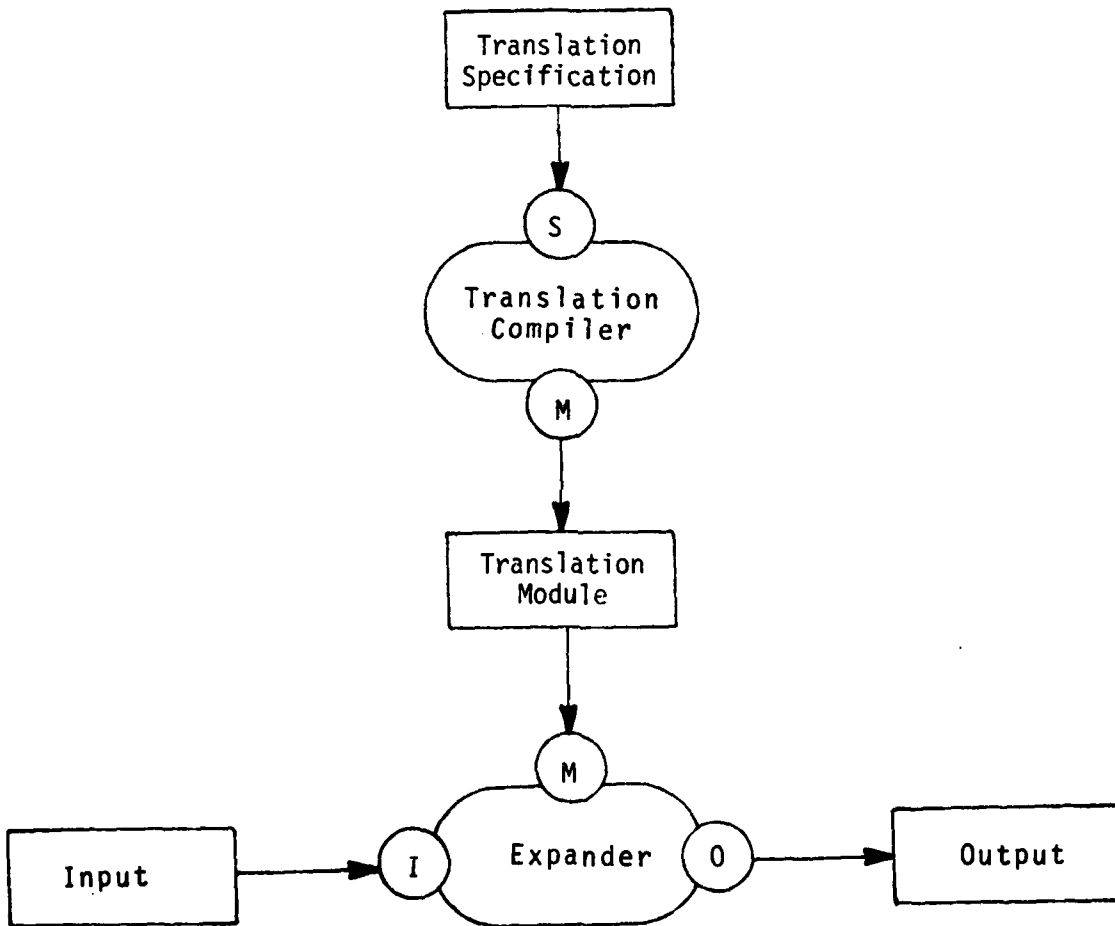 Translation
Specification
S
Translation
Compiler
M
Translation
Module
M
Input
I
Expander
O
Output